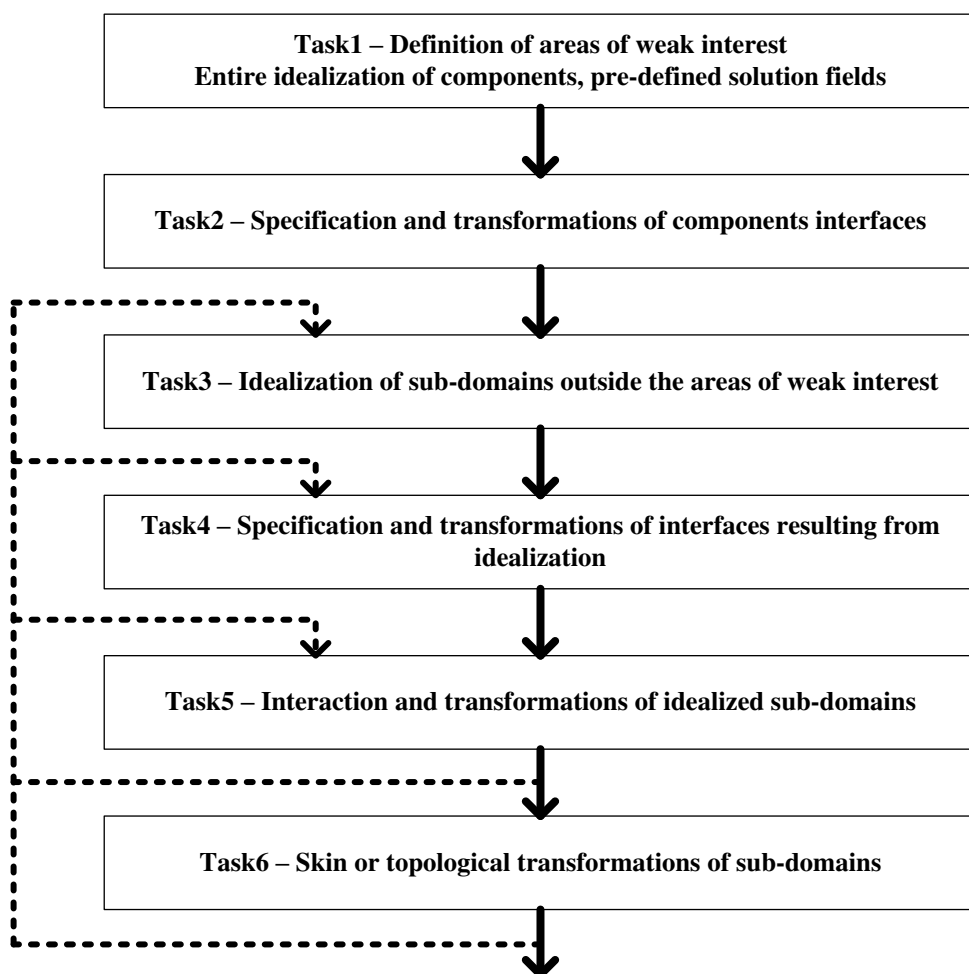 Task1 – Definition of areas of weak interest
Entire idealization of components, pre-defined solution fields
Task2 – Specification and transformations of components interfaces
Task3 – Idealization of sub-domains outside the areas of weak interest
Task4 – Specification and transformations of interfaces resulting from
idealization
Task5 – Interaction and transformations of idealized sub-domains
Task6 – Skin or topological transformations of sub-domains